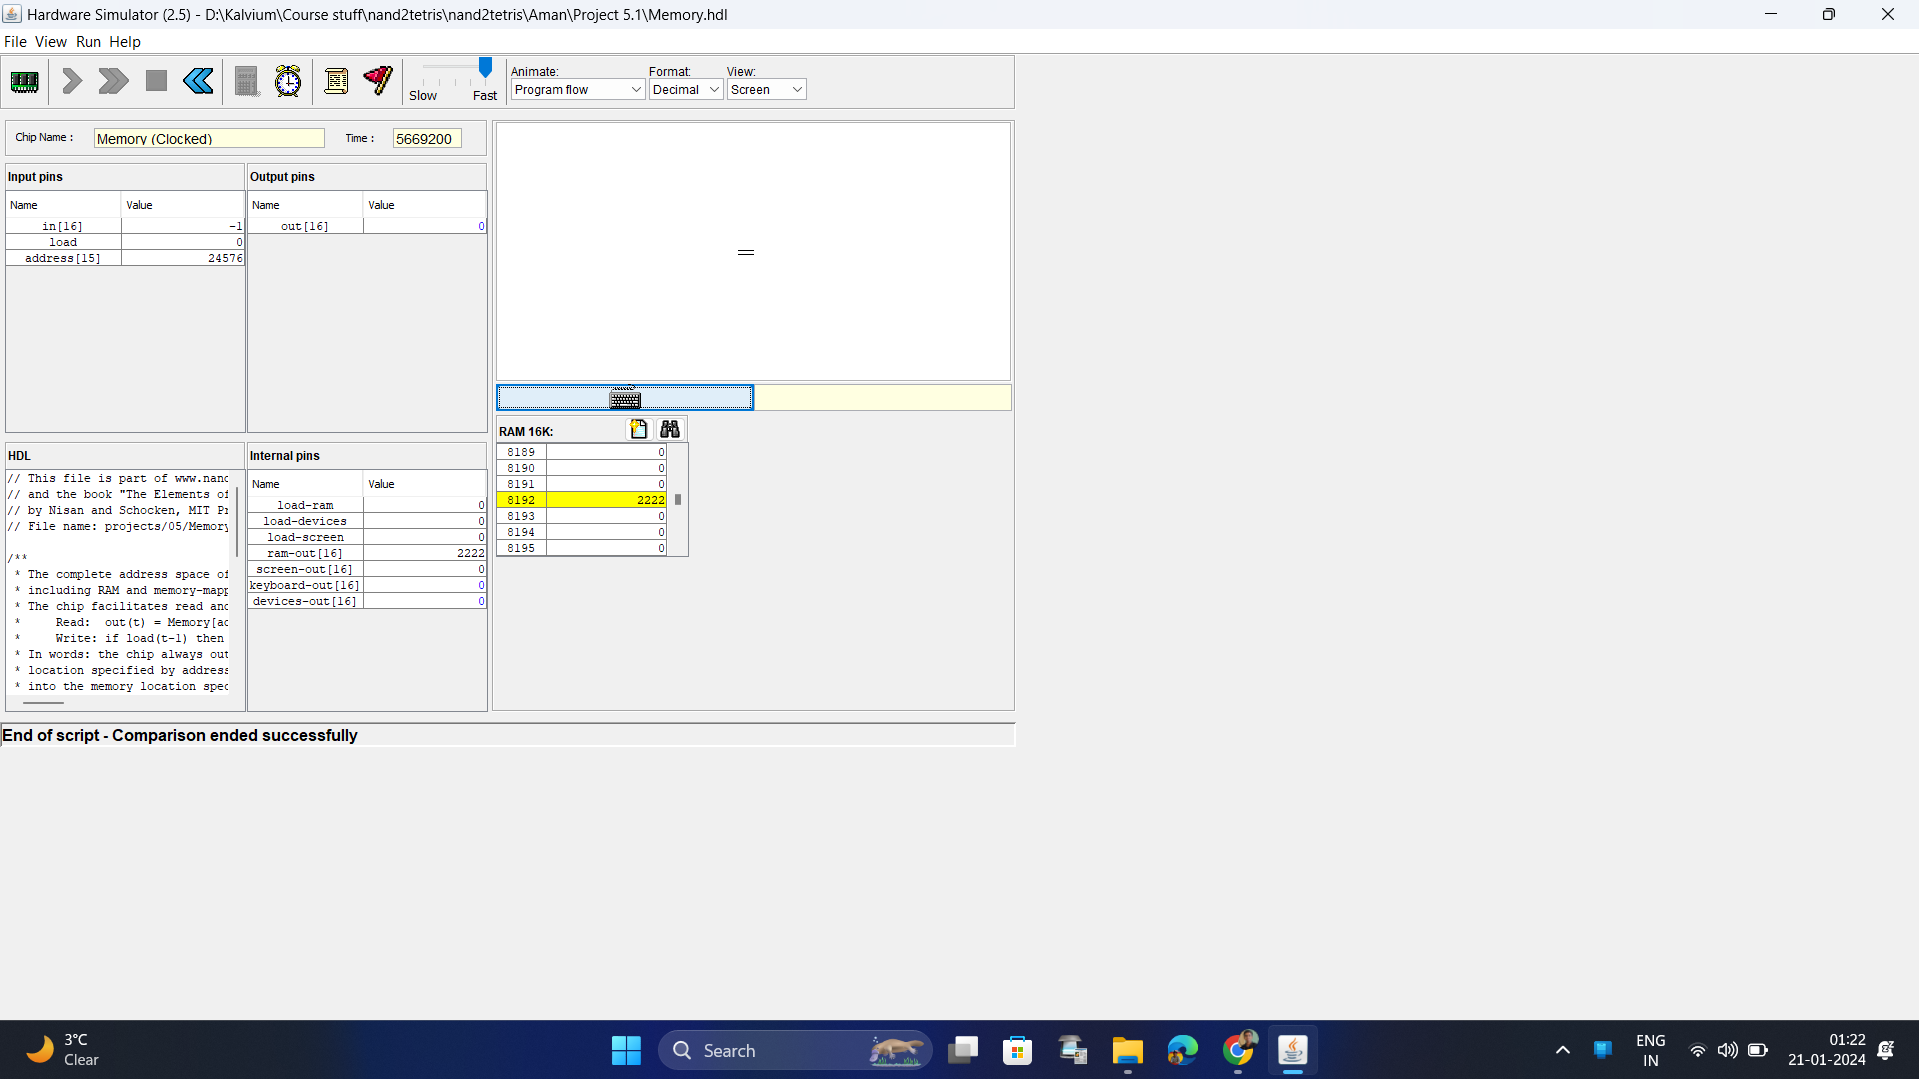 Hardware Simulator (2.5) - D:\Kalvium\Course stuff\nand2tetris\nand2tetris\Aman\Project 5.1\Memory.hdl
File View Run Help
Slow Fast
Animate: Format: View:
Program flow Decimal Screen
Chip Name : Memory (Clocked) Time : 5669200
Input pins
Name Value
in[16] -1
load 0
address[15] 24576
Output pins
Name Value
out[16] 0
HDL
// This file is part of www.nanc
// and the book "The Elements of
// by Nisan and Schocken, MIT Pr
// File name: projects/05/Memory
/**
* The complete address space of
* including RAM and memory-mapp
* The chip facilitates read and
* Read: out(t) = Memory[ad
* Write: if load(t-1) then
* In words: the chip always out
* location specified by address
* into the memory location spec
Internal pins
Name Value
load-ram 0
load-devices 0
load-screen 0
ram-out[16] 2222
screen-out[16] 0
keyboard-out[16] 0
devices-out[16] 0
RAM 16K:
8189 0
8190 0
8191 0
8192 2222
8193 0
8194 0
8195 0
End of script - Comparison ended successfully
3°C
Clear
Search
ENG
IN
01:22
21-01-2024